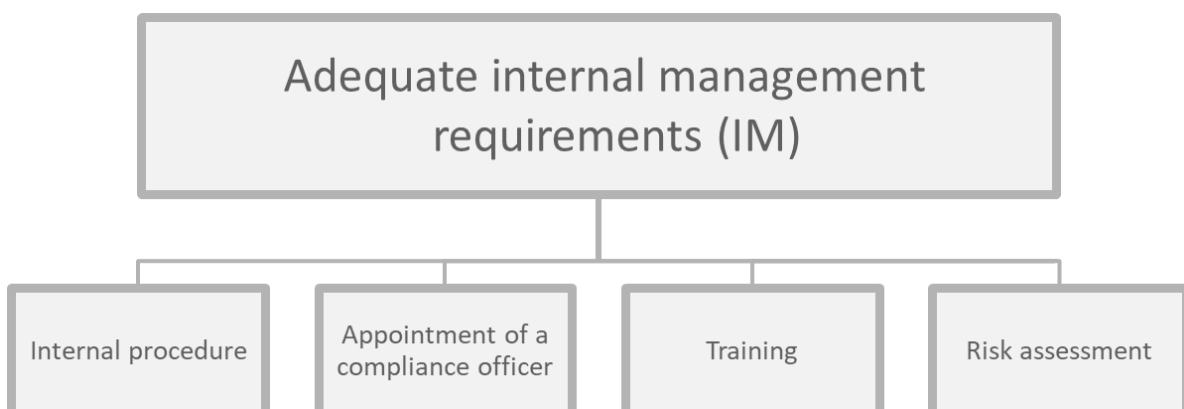 Adequate internal management
requirements (IM)
Internal procedure
Appointment of a
compliance officer
Training
Risk assessment